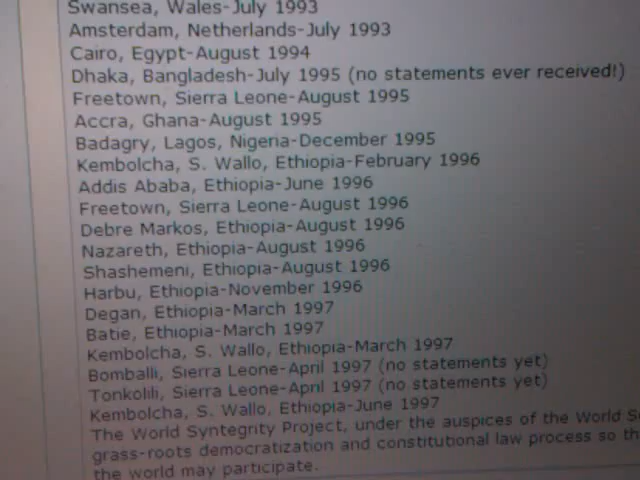 Swansea, Wales-July 1993
Amsterdam, Netherlands-July 1993
Cairo, Egypt-August 1994
Dhaka, Bangladesh-July 1995 (no statements ever received!)
Freetown, Sierra Leone-August 1995
Accra, Ghana-August 1995
Badagry, Lagos, Nigeria-December 1995
Kembolcha, S. Wallo, Ethiopia-February 1996
Addis Ababa, Ethiopia-June 1996
Freetown, Sierra Leone-August 1996
Debre Markos, Ethiopia-August 1996
Nazareth, Ethiopia-August 1996
Shashemeni, Ethiopia-August 1996
Harbu, Ethiopia-November 1996
Degan, Ethiopia-March 1997
Batie, Ethiopia-March 1997
Kembolcha, S. Wallo, Ethiopia-March 1997
Bomballi, Sierra Leone-April 1997 (no statements yet)
Tonkolili, Sierra Leone-April 1997 (no statements yet)
Kembolcha, S. Wallo, Ethiopia-June 1997
The World Syntegrity Project, under the auspices of the World
grass-roots democratization and constitutional law process so
the world may participate.